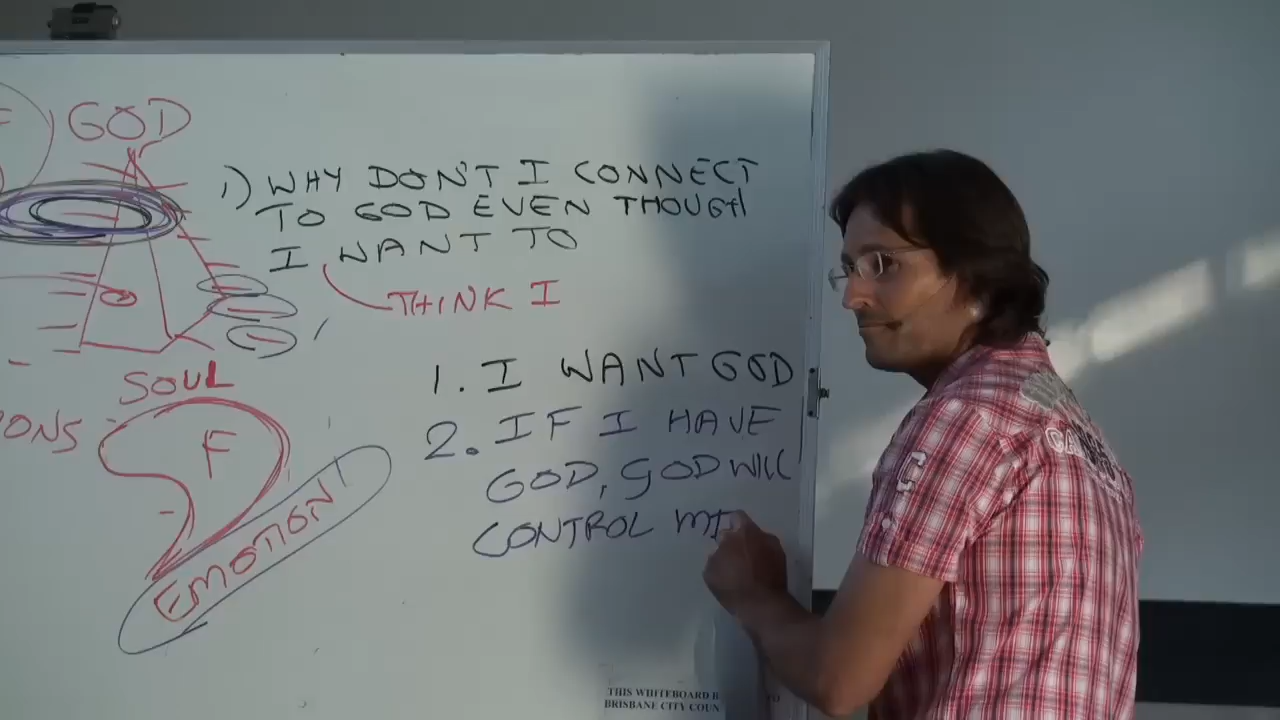 GOD
1) WHY DON'T I CONNECT
TO GOD EVEN THOUGH
I WANT TO
THINK I
1. I WANT GOD
2. IF I HAVE
GOD, GOD WILL
CONTROL ME
SOUL
ONS
F
EMOTION
THIS WHITEBOARD B
BRISBANE CITY COUN
C